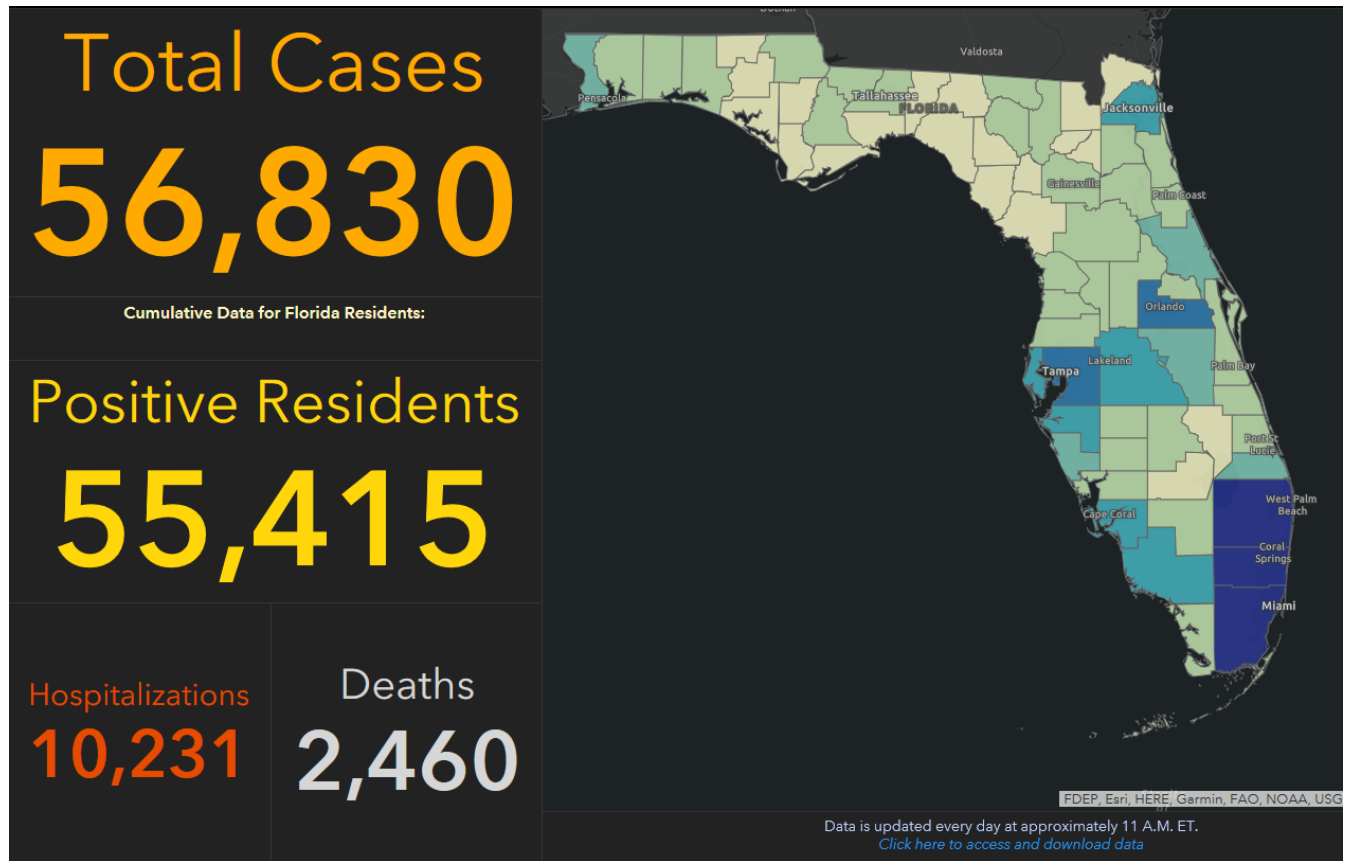 Total Cases
56,830
Cumulative Data for Florida Residents:
Positive Residents
55,415
Hospitalizations
10,231
Deaths
2,460
Valdosta
Pensacola
Tallahassee
FLORIDA
Jacksonville
Gainesville
Palm Coast
Orlando
Lakeland
Tampa
Palm Bay
Port St
Lucie
Cape Coral
West Palm
Beach
Coral
Springs
Miami
FDEP, Esri, HERE, Garmin, FAO, NOAA, USG
Data is updated every day at approximately 11 A.M. ET.
Click here to access and download data